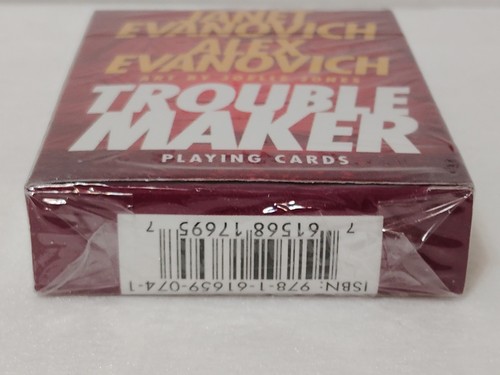 JANET
EVANOVICH
ALEX
EVANOVICH
ART BY JOËLLE JONES
TROUBLE
MAKER
PLAYING CARDS
ISBN: 978-1-61659-074-1
7 61568 17695 7